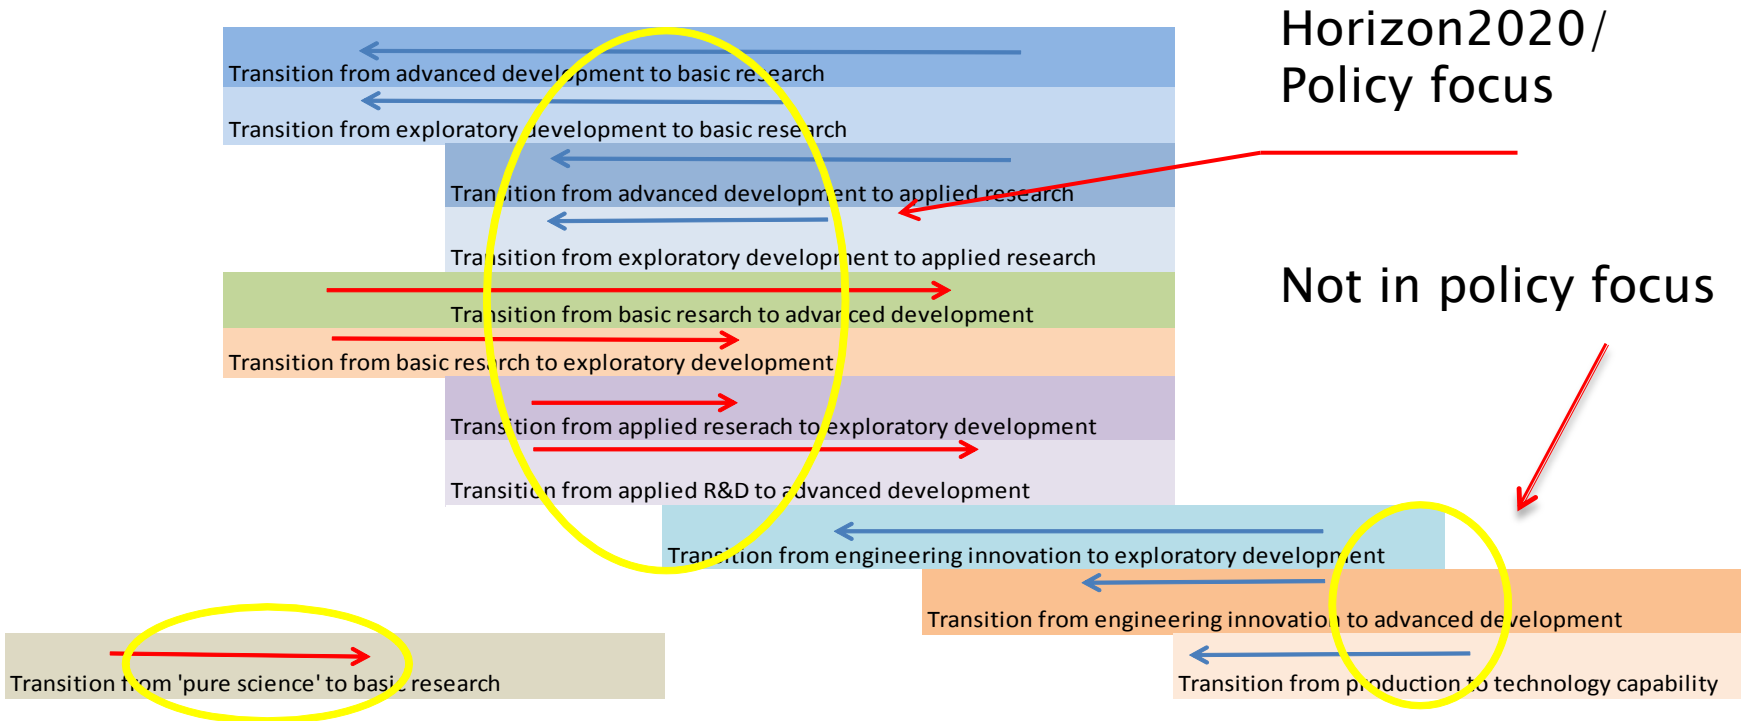 Horizon2020/
Policy focus
Transition from advanced development to basic research
Transition from exploratory development to basic research
Transition from advanced development to applied research
Transition from exploratory development to applied research
Not in policy focus
Transition from basic resarch to advanced development
Transition from basic resarch to exploratory development
Transition from applied reserach to exploratory development
Transition from applied R&D to advanced development
Transition from engineering innovation to exploratory development
Transition from engineering innovation to advanced development
Transition from 'pure science' to basic research
Transition from production to technology capability